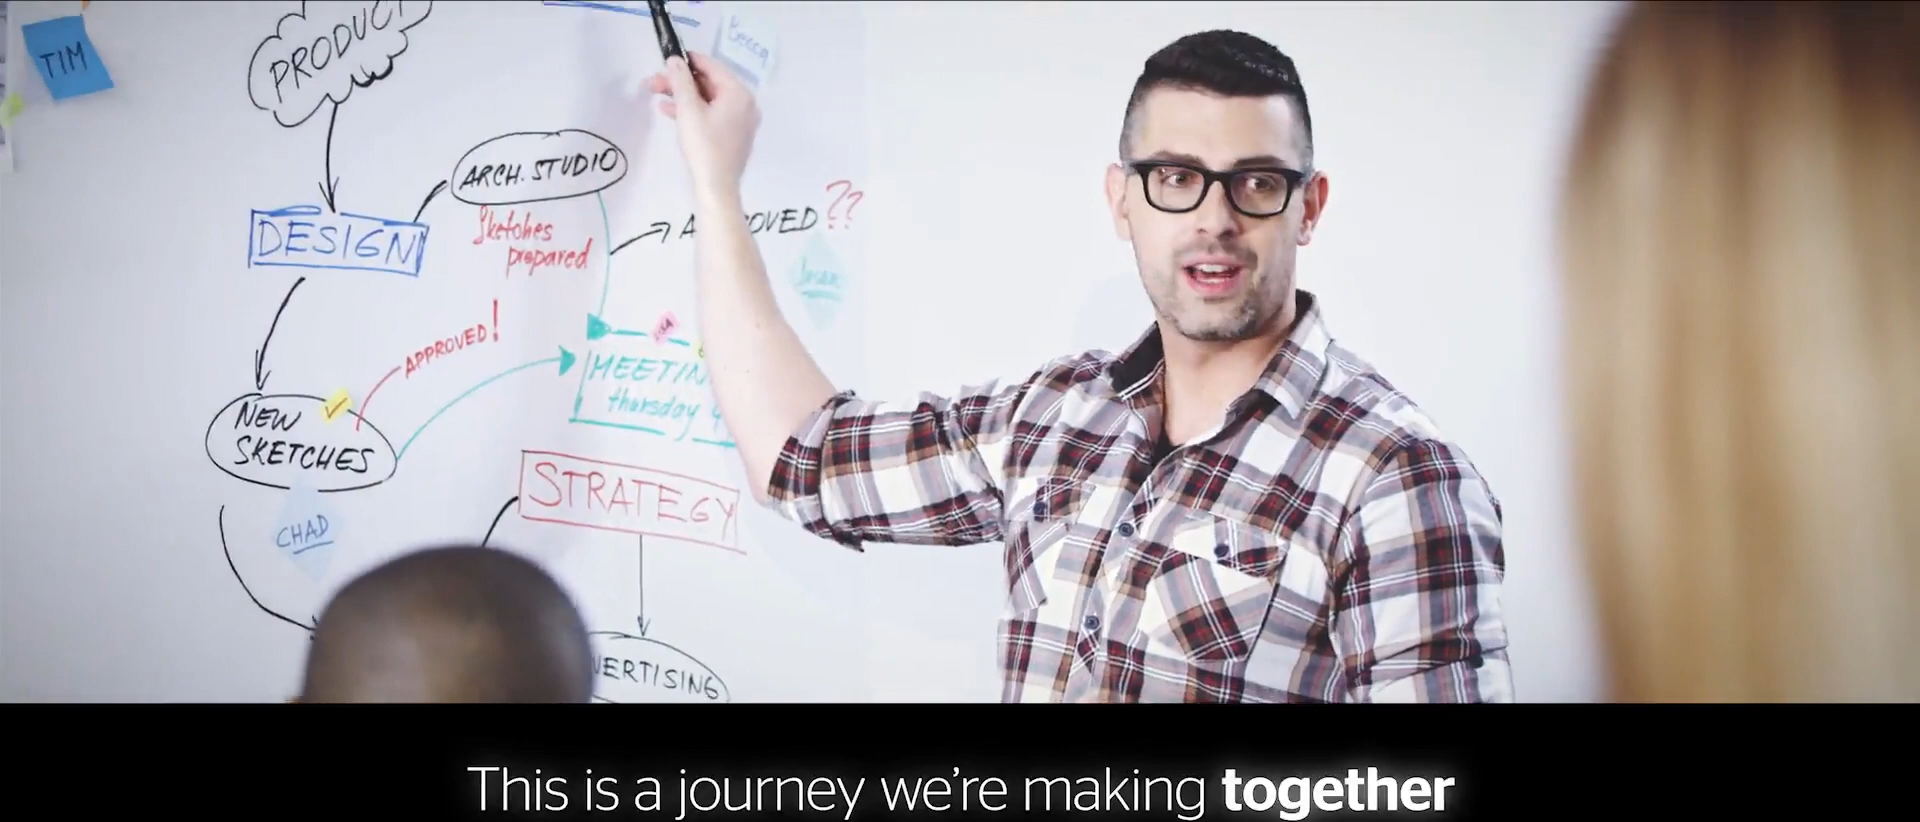 TIM
PRODUCT
Becca
ARCH. STUDIO
DESIGN
Sketches
prepared
??
APPROVED!
NEW
SKETCHES
thursday
CHAD
STRATEGY
This is a journey we're making together